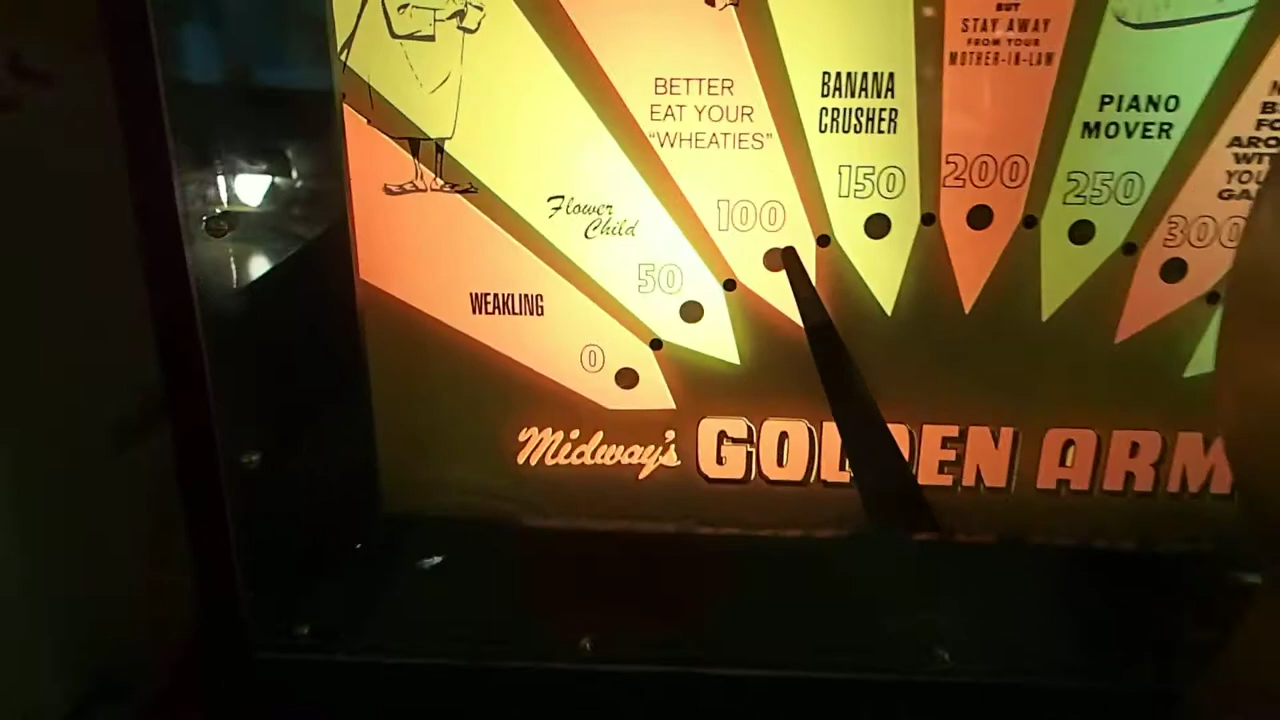 WEAKLING
0
Flower
Child
50
BETTER
EAT YOUR
"WHEATIES"
100
BANANA
CRUSHER
150
BUT
STAY AWAY
FROM YOUR
MOTHER-IN-LAW
200
PIANO
MOVER
250
300
Midway's GOLDEN ARM